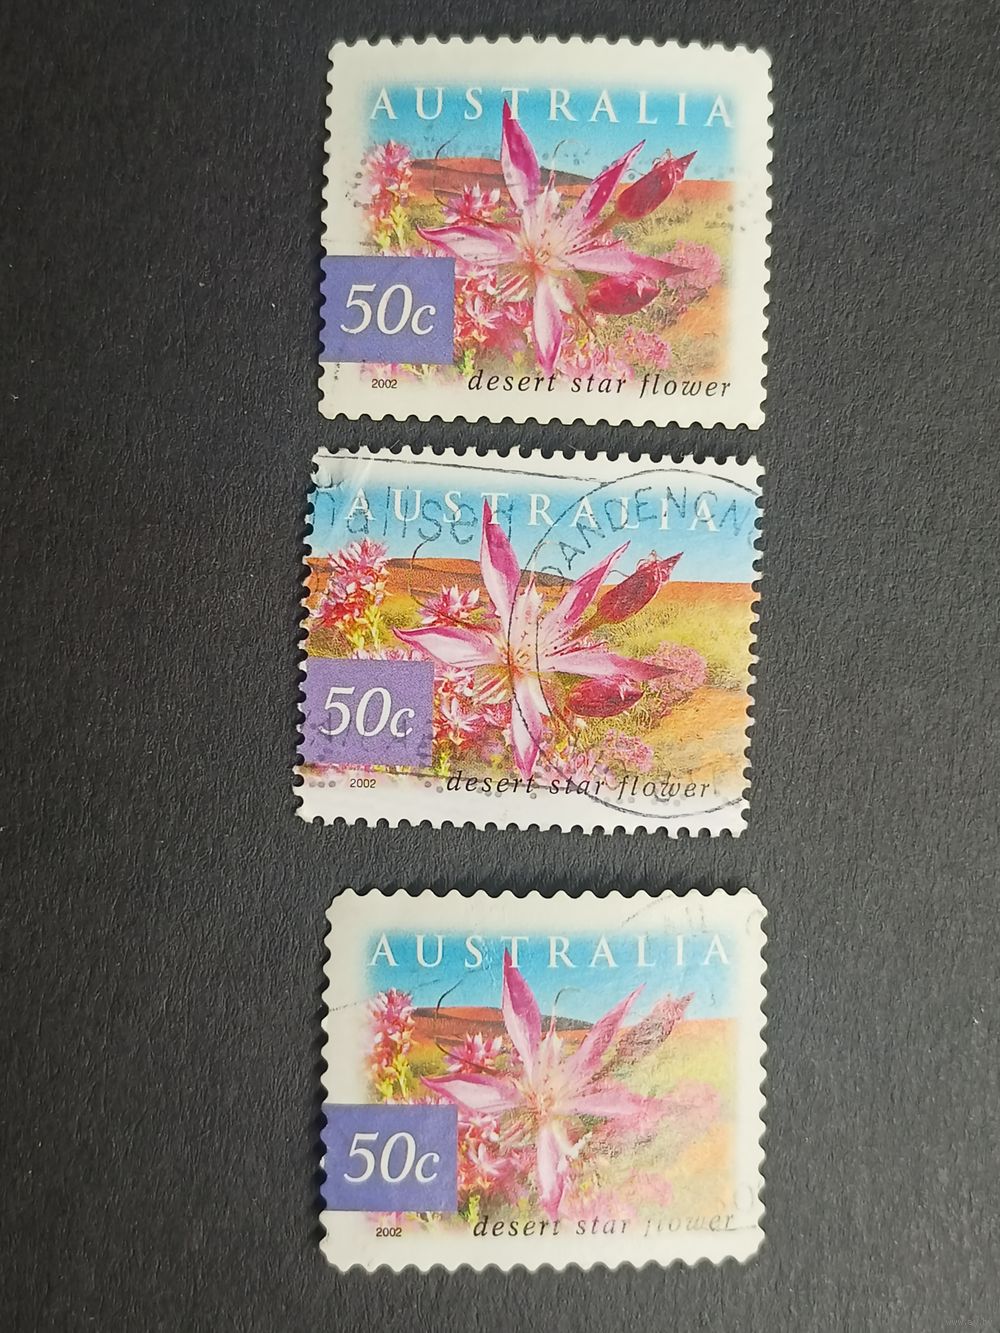 AUSTRALIA
50c
2002 desert star flower
AUSTRALIA
DANDENONG
50c
2002 desert star flower
AUSTRALIA
50c
2002 desert star flower